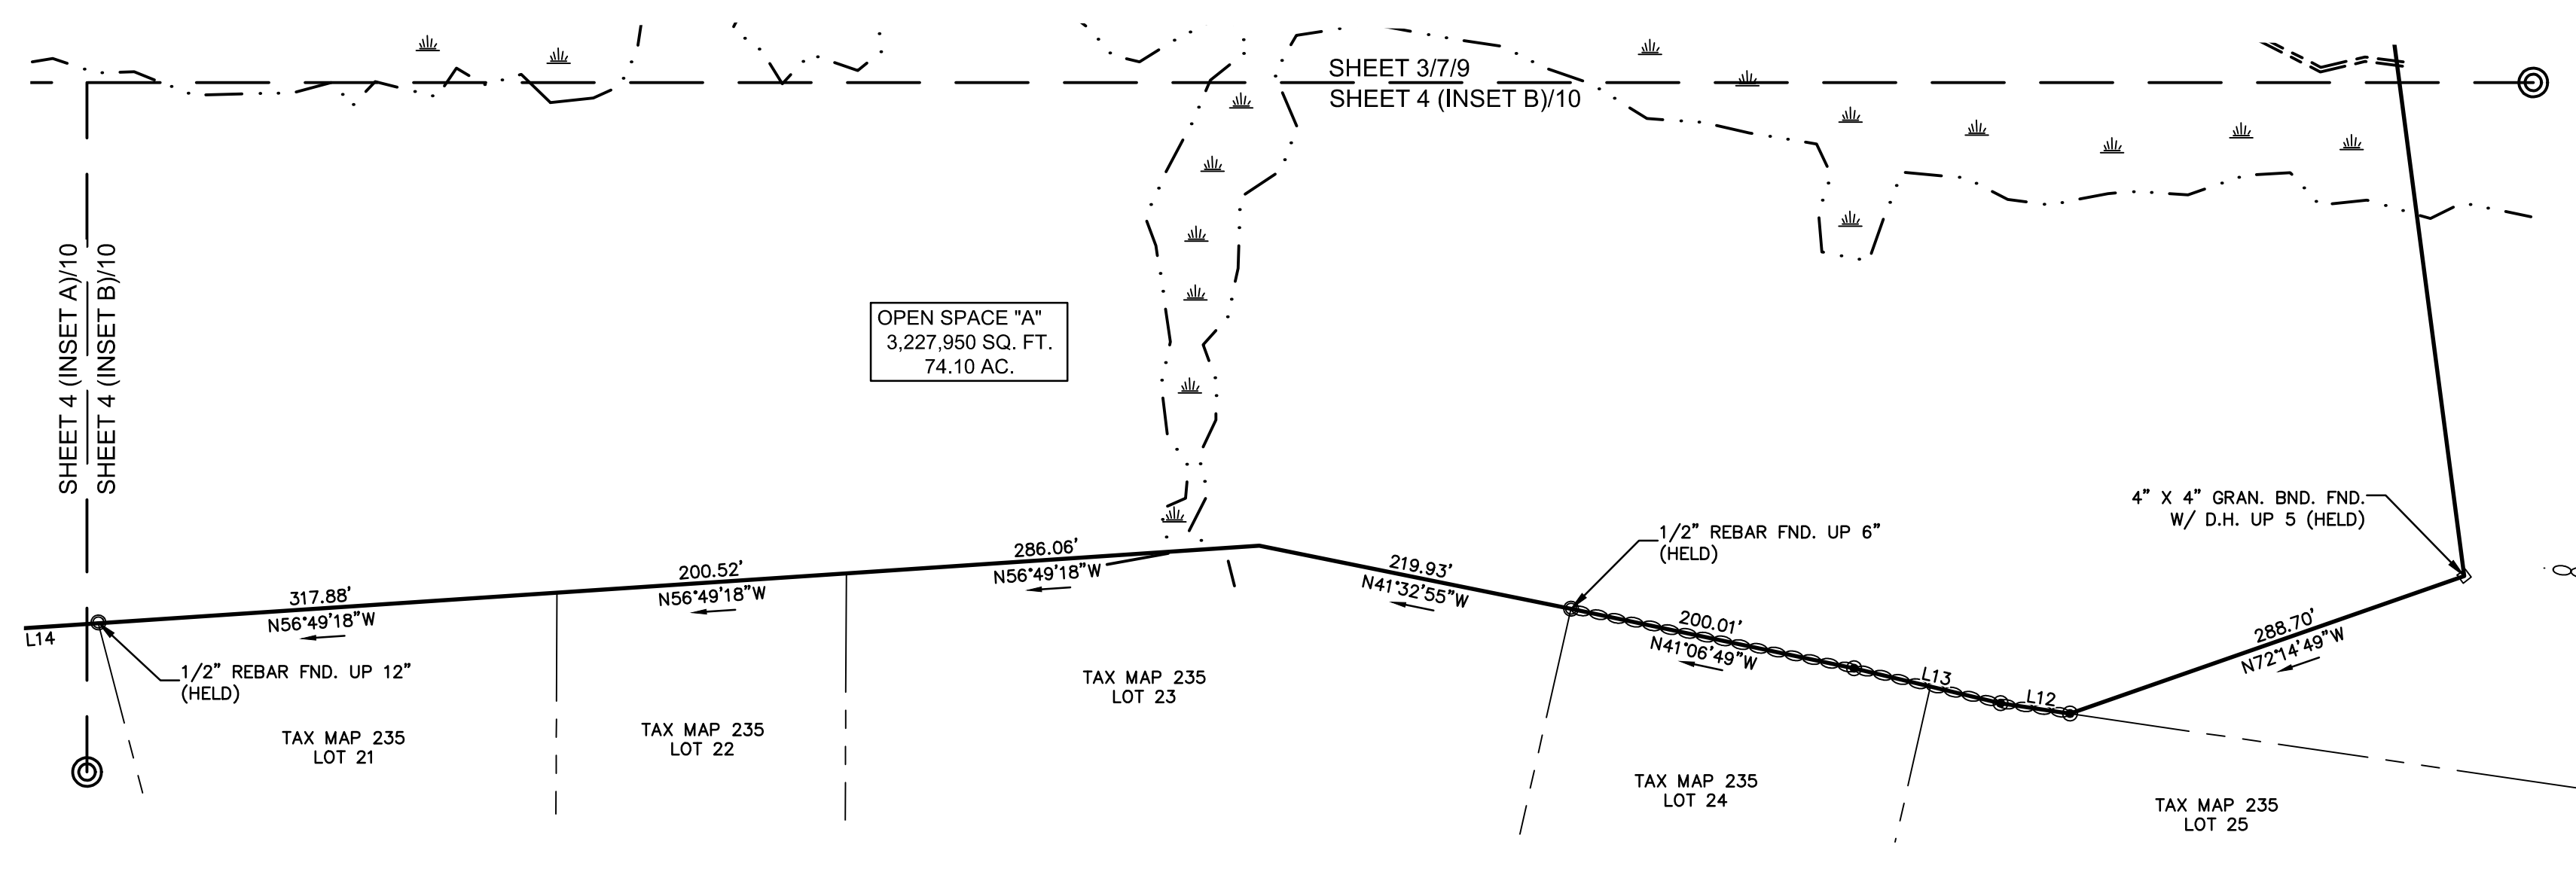 SHEET 3/7/9
SHEET 4 (INSET B)/10
SHEET 4 (INSET A)/10
SHEET 4 (INSET B)/10
OPEN SPACE "A"
3,227,950 SQ. FT.
74.10 AC.
4" X 4" GRAN. BND. FND.
W/ D.H. UP 5 (HELD)
1/2" REBAR FND. UP 6"
(HELD)
L14
317.88'
N56°49'18"W
200.52'
N56°49'18"W
286.06'
N56°49'18"W
219.93'
N41°32'55"W
200.01'
N41°06'49"W
L13
L12
288.70'
N72°14'49"W
1/2" REBAR FND. UP 12"
(HELD)
TAX MAP 235
LOT 21
TAX MAP 235
LOT 22
TAX MAP 235
LOT 23
TAX MAP 235
LOT 24
TAX MAP 235
LOT 25